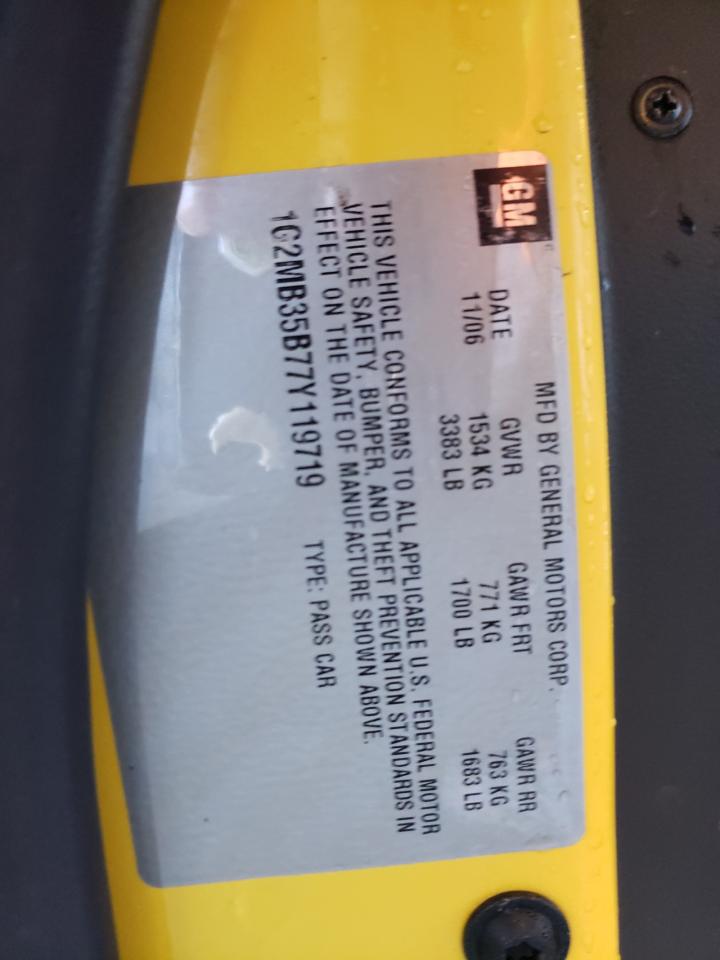 GM
MFD BY GENERAL MOTORS CORP.
DATE GVWR GAWR FRT GAWR RR
11/06 1534 KG 771 KG 763 KG
3383 LB 1700 LB 1683 LB
THIS VEHICLE CONFORMS TO ALL APPLICABLE U.S. FEDERAL MOTOR
VEHICLE SAFETY, BUMPER, AND THEFT PREVENTION STANDARDS IN
EFFECT ON THE DATE OF MANUFACTURE SHOWN ABOVE.
1G2MB35B77Y119719 TYPE: PASS CAR